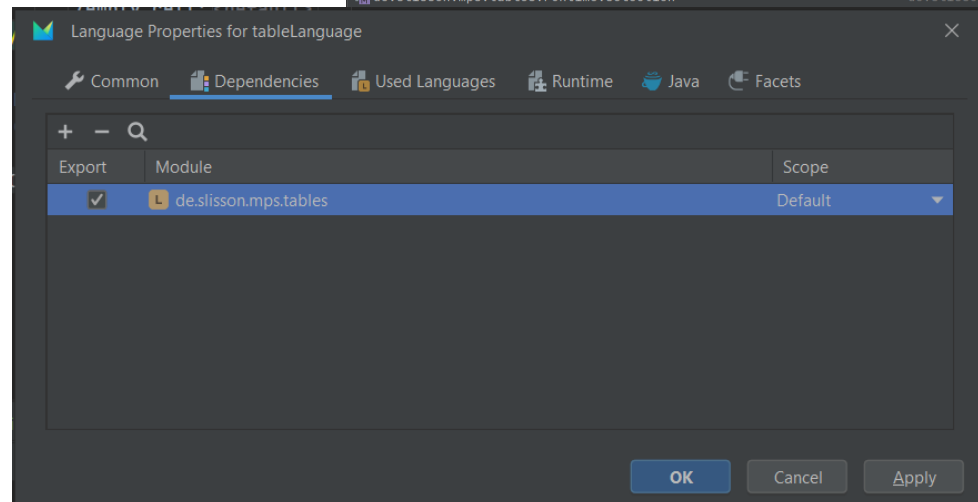 Language Properties for tableLanguage
Common Dependencies Used Languages Runtime Java Facets
Export Module Scope
L de.slisson.mps.tables Default
OK Cancel Apply